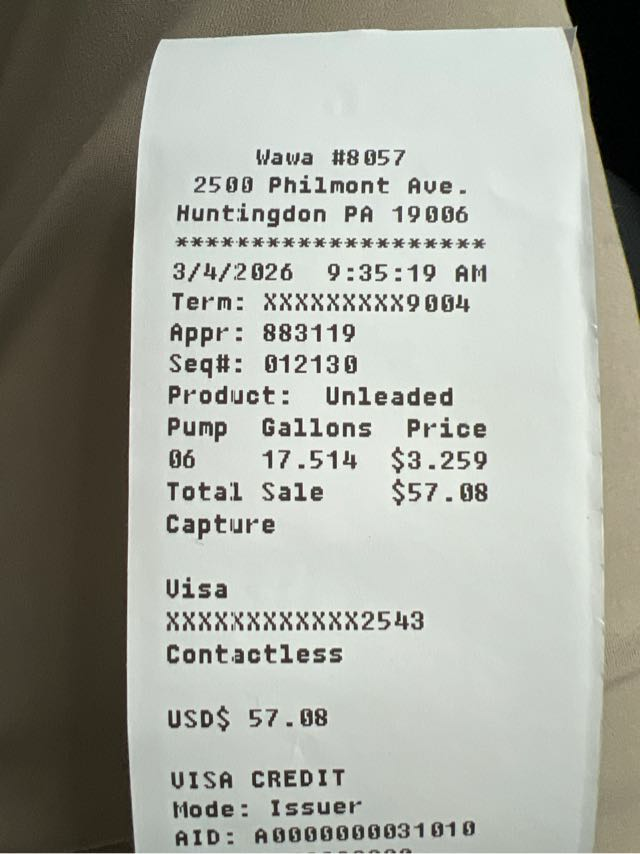 Wawa #8057
2500 Philmont Ave.
Huntingdon PA 19006
********************
3/4/2026 9:35:19 AM
Term: XXXXXXXXX9004
Appr: 883119
Seq#: 012130
Product: Unleaded
Pump Gallons Price
06 17.514 $3.259
Total Sale $57.08
Capture
Visa
XXXXXXXXXXXX2543
Contactless
USD$ 57.08
VISA CREDIT
Mode: Issuer
AID: A0000000031010